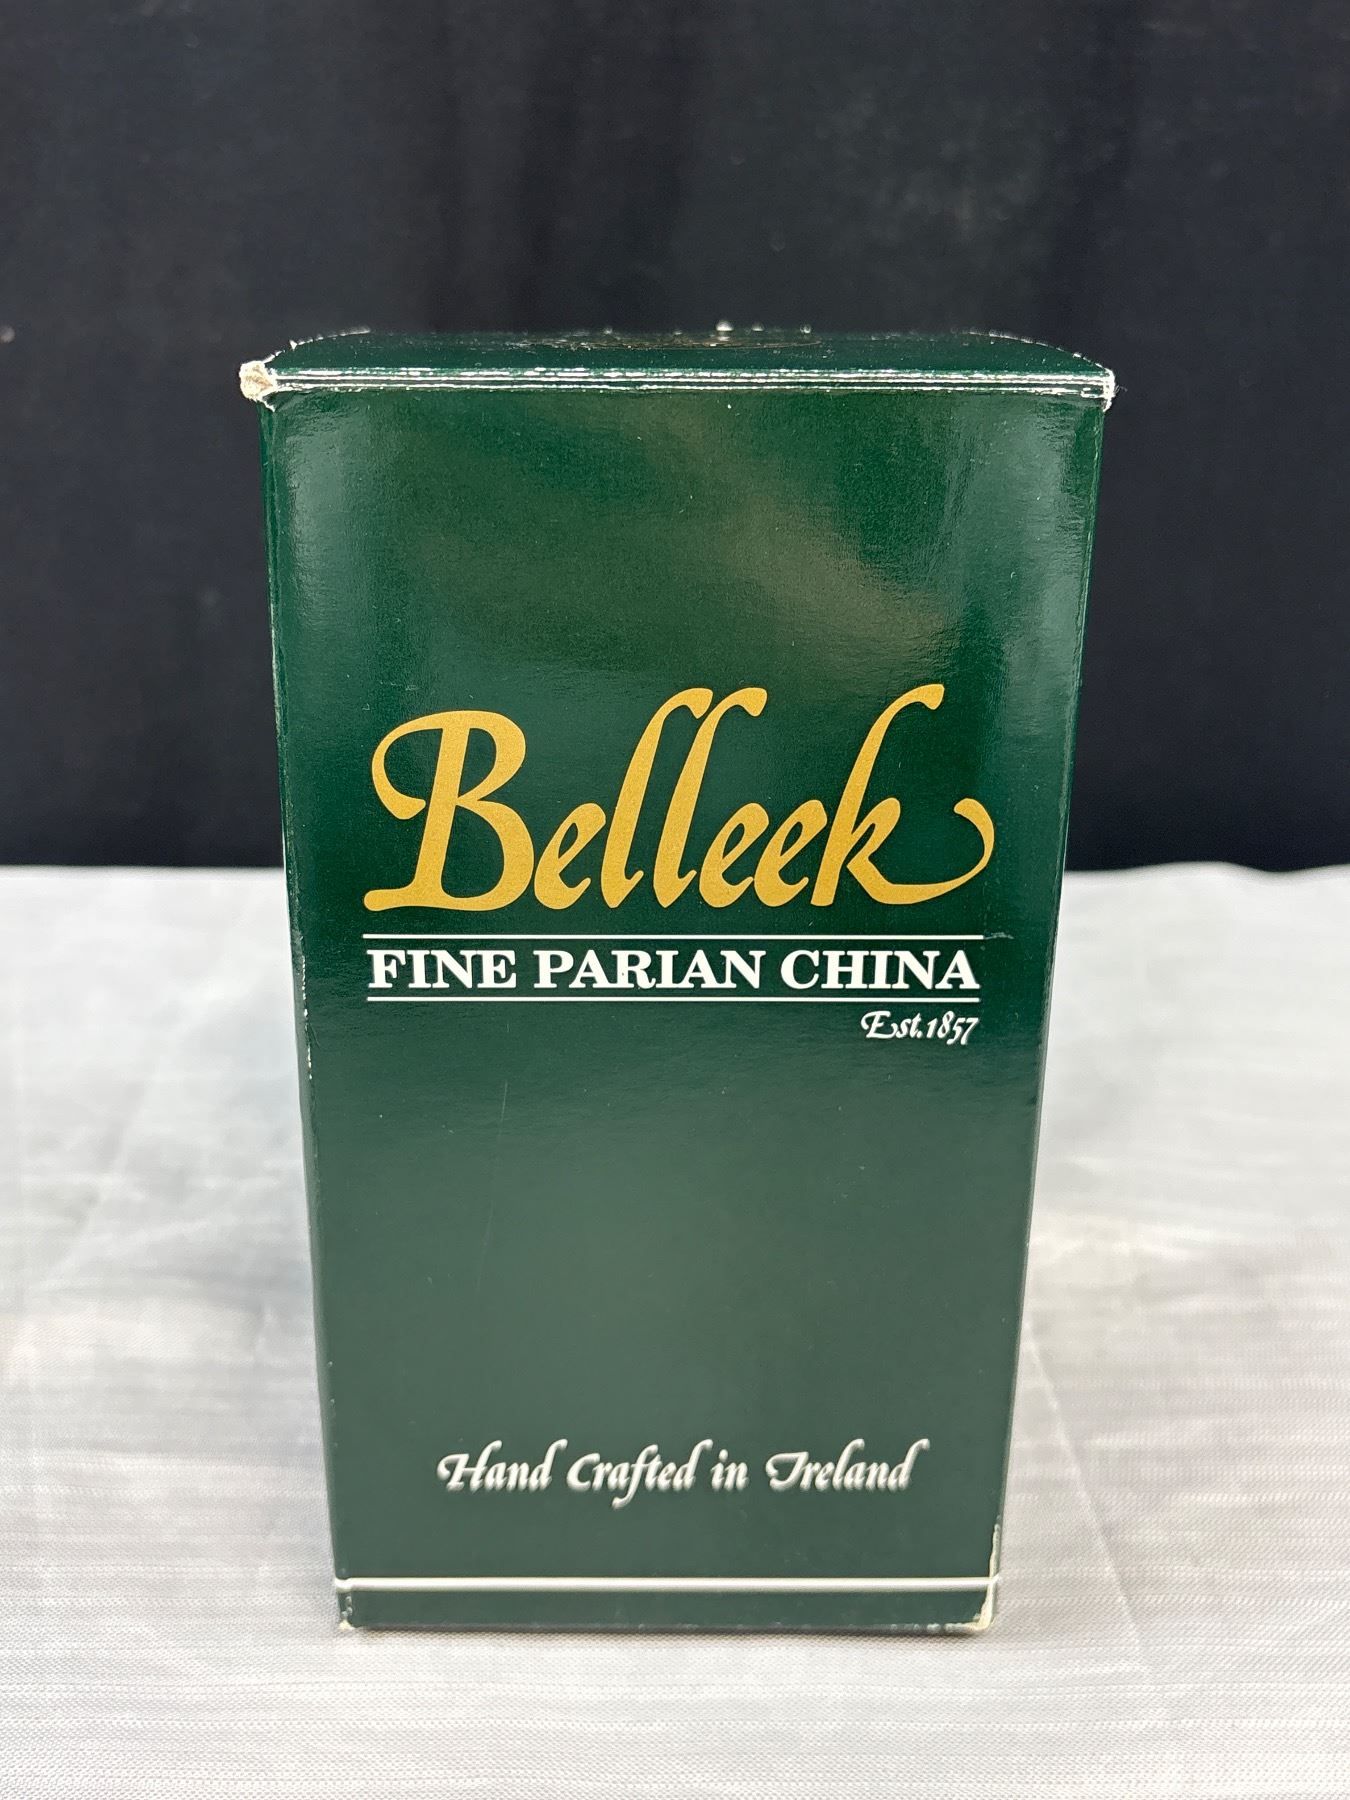 Belleek
FINE PARIAN CHINA
Est.1857
Hand Crafted in Ireland